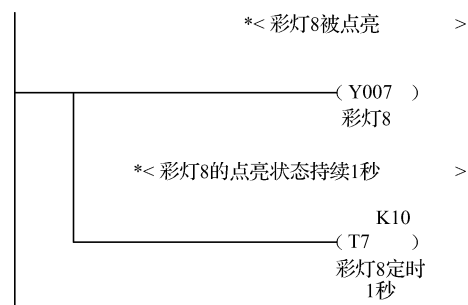 *< 彩灯8被点亮 >
( Y007 )
彩灯8
*< 彩灯8的点亮状态持续1秒 >
K10
( T7 )
彩灯8定时
1秒